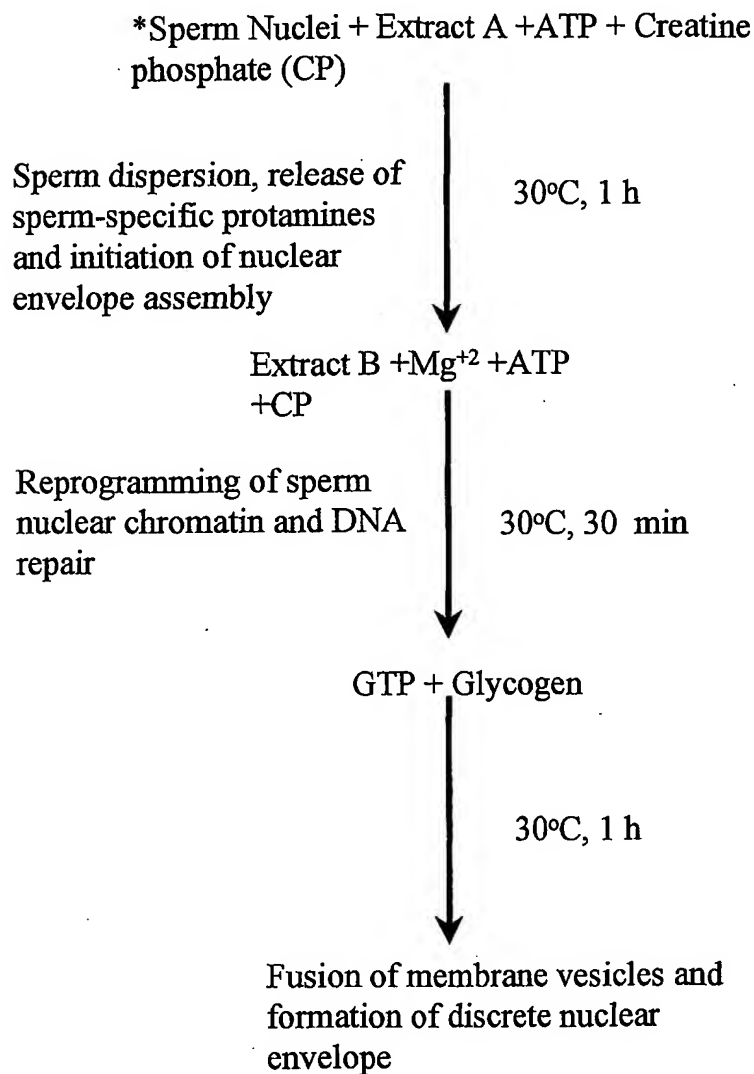 *Sperm Nuclei + Extract A +ATP + Creatine
phosphate (CP)
Sperm dispersion, release of
sperm-specific protamines
and initiation of nuclear
envelope assembly
30°C, 1 h
Extract B +Mg+2 +ATP
+CP
Reprogramming of sperm
nuclear chromatin and DNA
repair
30°C, 30 min
GTP + Glycogen
30°C, 1 h
Fusion of membrane vesicles and
formation of discrete nuclear
envelope